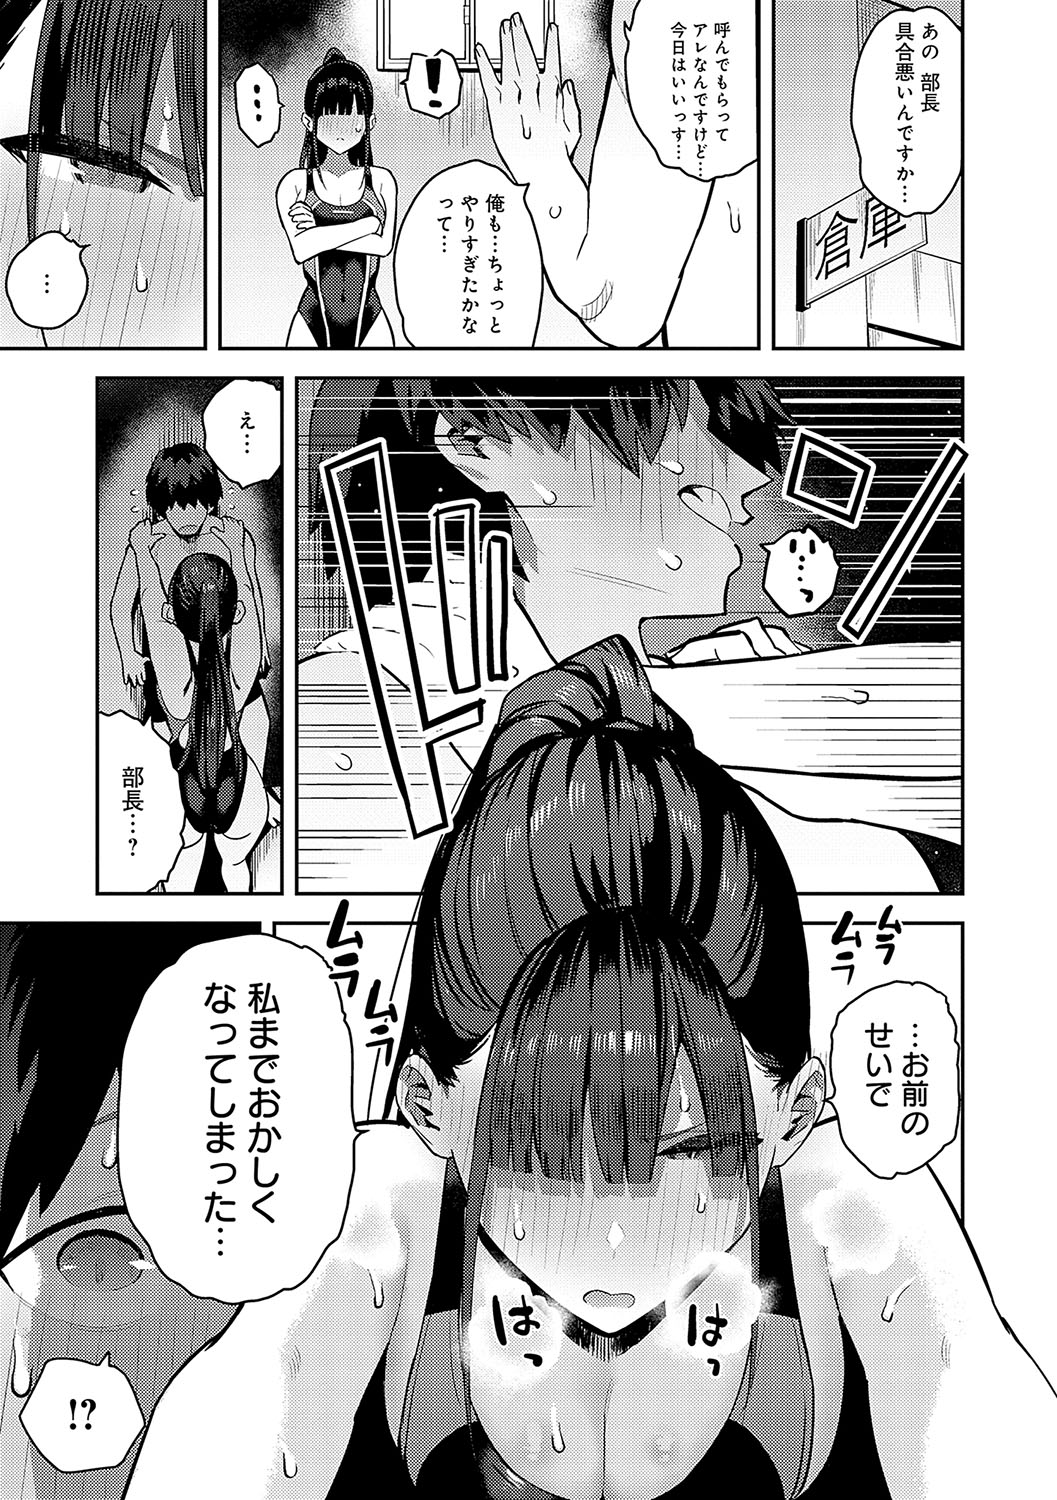 あの 部長
具合悪いんですか…
倉庫
呼んでもらって
アレなんですけど…
今日はいいっす…
俺も…ちょっと
やりすぎたかな
って…
！
…
…
ガバッ
!!…っ
え…
部長…？
…お前の
せいで
ムラ
ムラ
ムラ
ムラ
はっ
はっ
私までおかしく
なってしまった…
!?